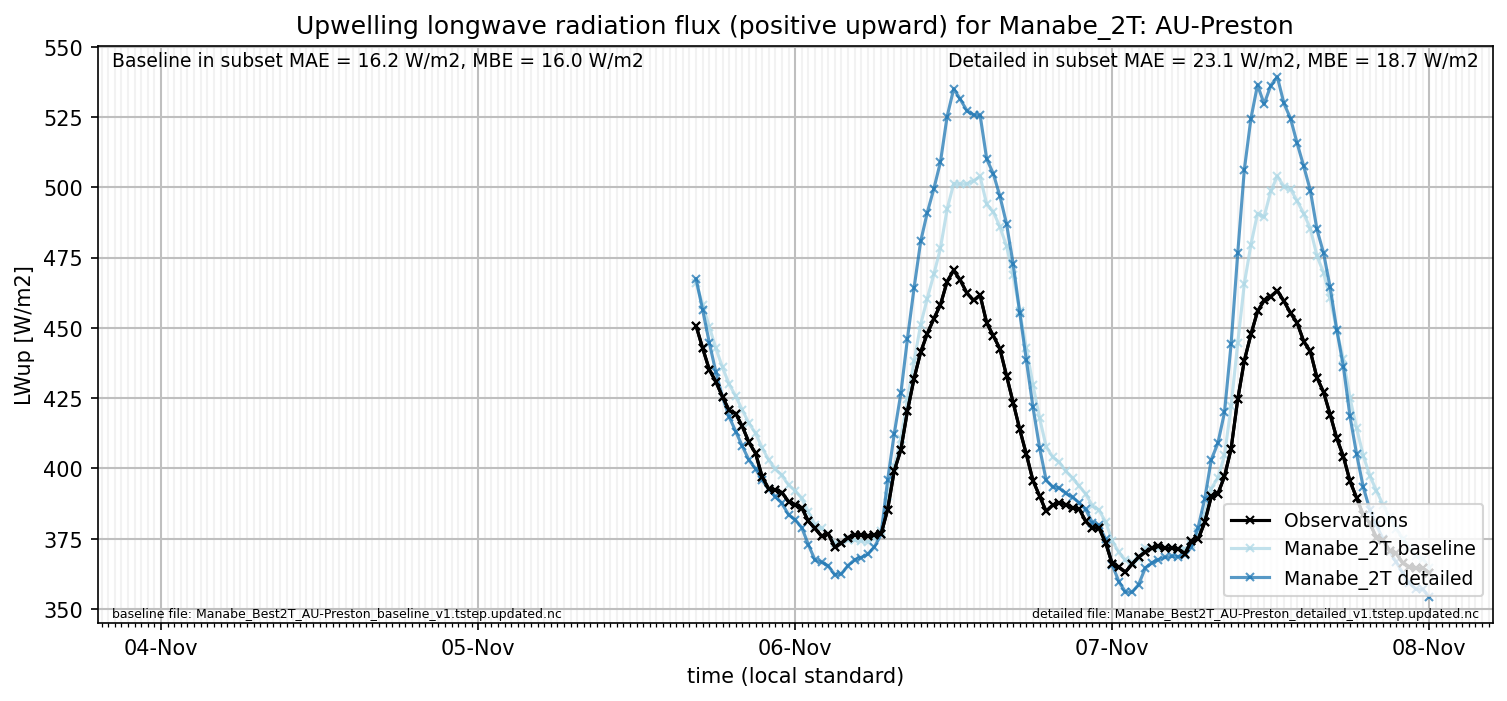 Upwelling longwave radiation flux (positive upward) for Manabe_2T: AU-Preston
Baseline in subset MAE = 16.2 W/m2, MBE = 16.0 W/m2
Detailed in subset MAE = 23.1 W/m2, MBE = 18.7 W/m2
LWup [W/m2]
550
525
500
475
450
425
400
375
350
Observations
Manabe_2T baseline
Manabe_2T detailed
baseline file: Manabe_Best2T_AU-Preston_baseline_v1.tstep.updated.nc
detailed file: Manabe_Best2T_AU-Preston_detailed_v1.tstep.updated.nc
04-Nov
05-Nov
06-Nov
07-Nov
08-Nov
time (local standard)